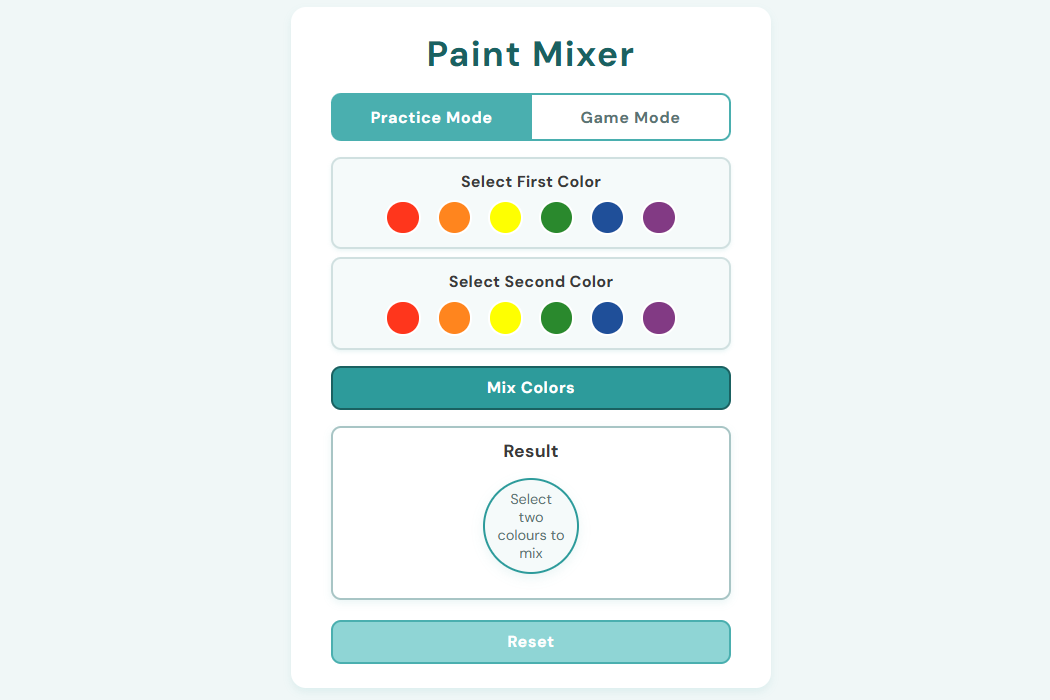 Paint Mixer
Practice Mode
Game Mode
Select First Color
Select Second Color
Mix Colors
Result
Select
two
colours to
mix
Reset